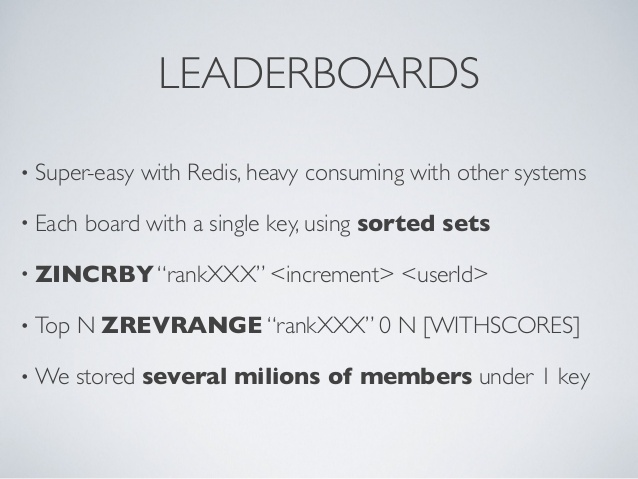 LEADERBOARDS
• Super-easy with Redis, heavy consuming with other systems
• Each board with a single key, using sorted sets
• ZINCRBY “rankXXX” <increment> <userId>
• Top N ZREVRANGE “rankXXX” 0 N [WITHSCORES]
• We stored several milions of members under 1 key